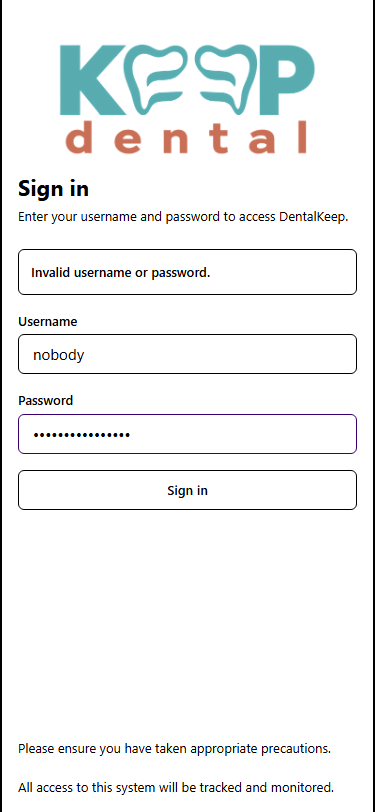 KEEP
dental
Sign in
Enter your username and password to access DentalKeep.
Invalid username or password.
Username
nobody
Password
••••••••••••••••
Sign in
Please ensure you have taken appropriate precautions.
All access to this system will be tracked and monitored.